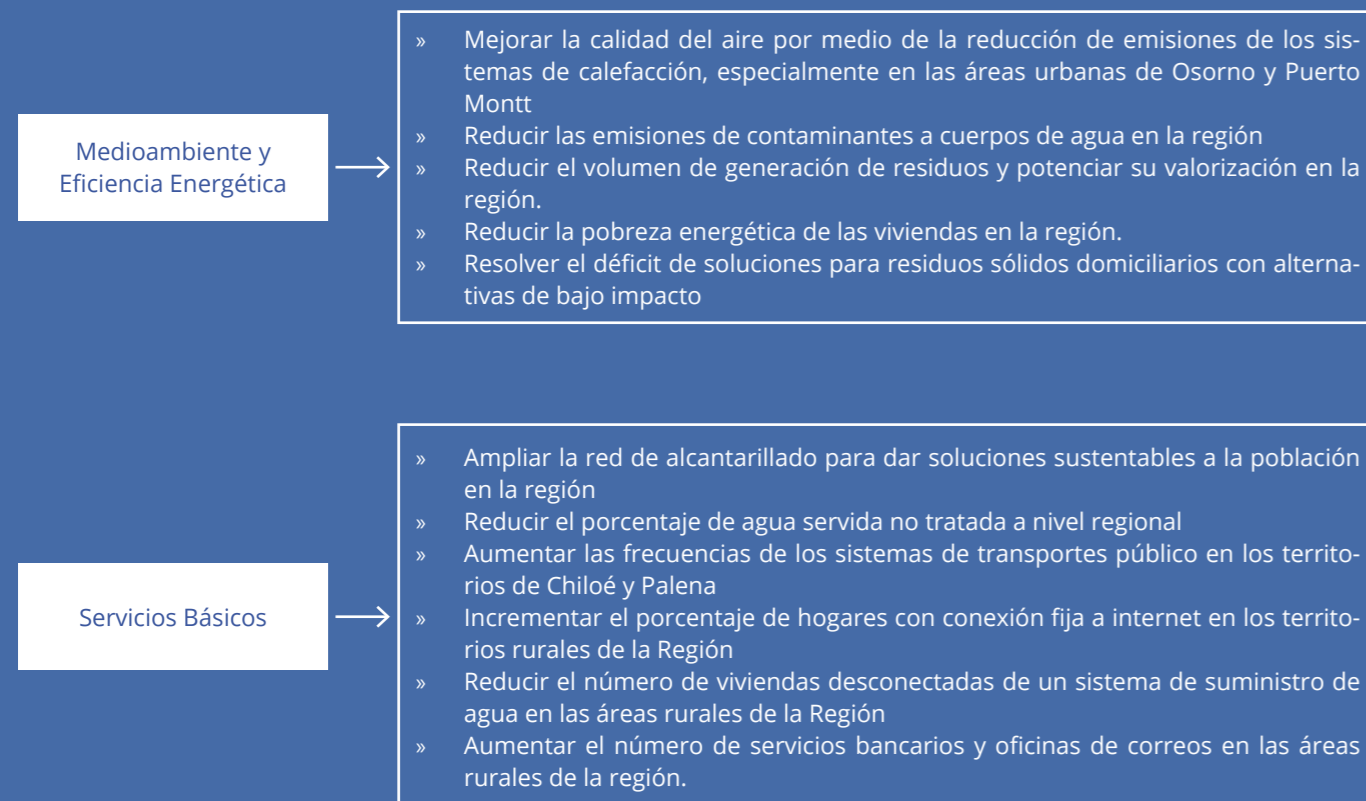 Medioambiente y
Eficiencia Energética
» Mejorar la calidad del aire por medio de la reducción de emisiones de los sis-
temas de calefacción, especialmente en las áreas urbanas de Osorno y Puerto
Montt
» Reducir las emisiones de contaminantes a cuerpos de agua en la región
» Reducir el volumen de generación de residuos y potenciar su valorización en la
región.
» Reducir la pobreza energética de las viviendas en la región.
» Resolver el déficit de soluciones para residuos sólidos domiciliarios con alterna-
tivas de bajo impacto
Servicios Básicos
» Ampliar la red de alcantarillado para dar soluciones sustentables a la población
en la región
» Reducir el porcentaje de agua servida no tratada a nivel regional
» Aumentar las frecuencias de los sistemas de transportes público en los territo-
rios de Chiloé y Palena
» Incrementar el porcentaje de hogares con conexión fija a internet en los territo-
rios rurales de la Región
» Reducir el número de viviendas desconectadas de un sistema de suministro de
agua en las áreas rurales de la Región
» Aumentar el número de servicios bancarios y oficinas de correos en las áreas
rurales de la región.